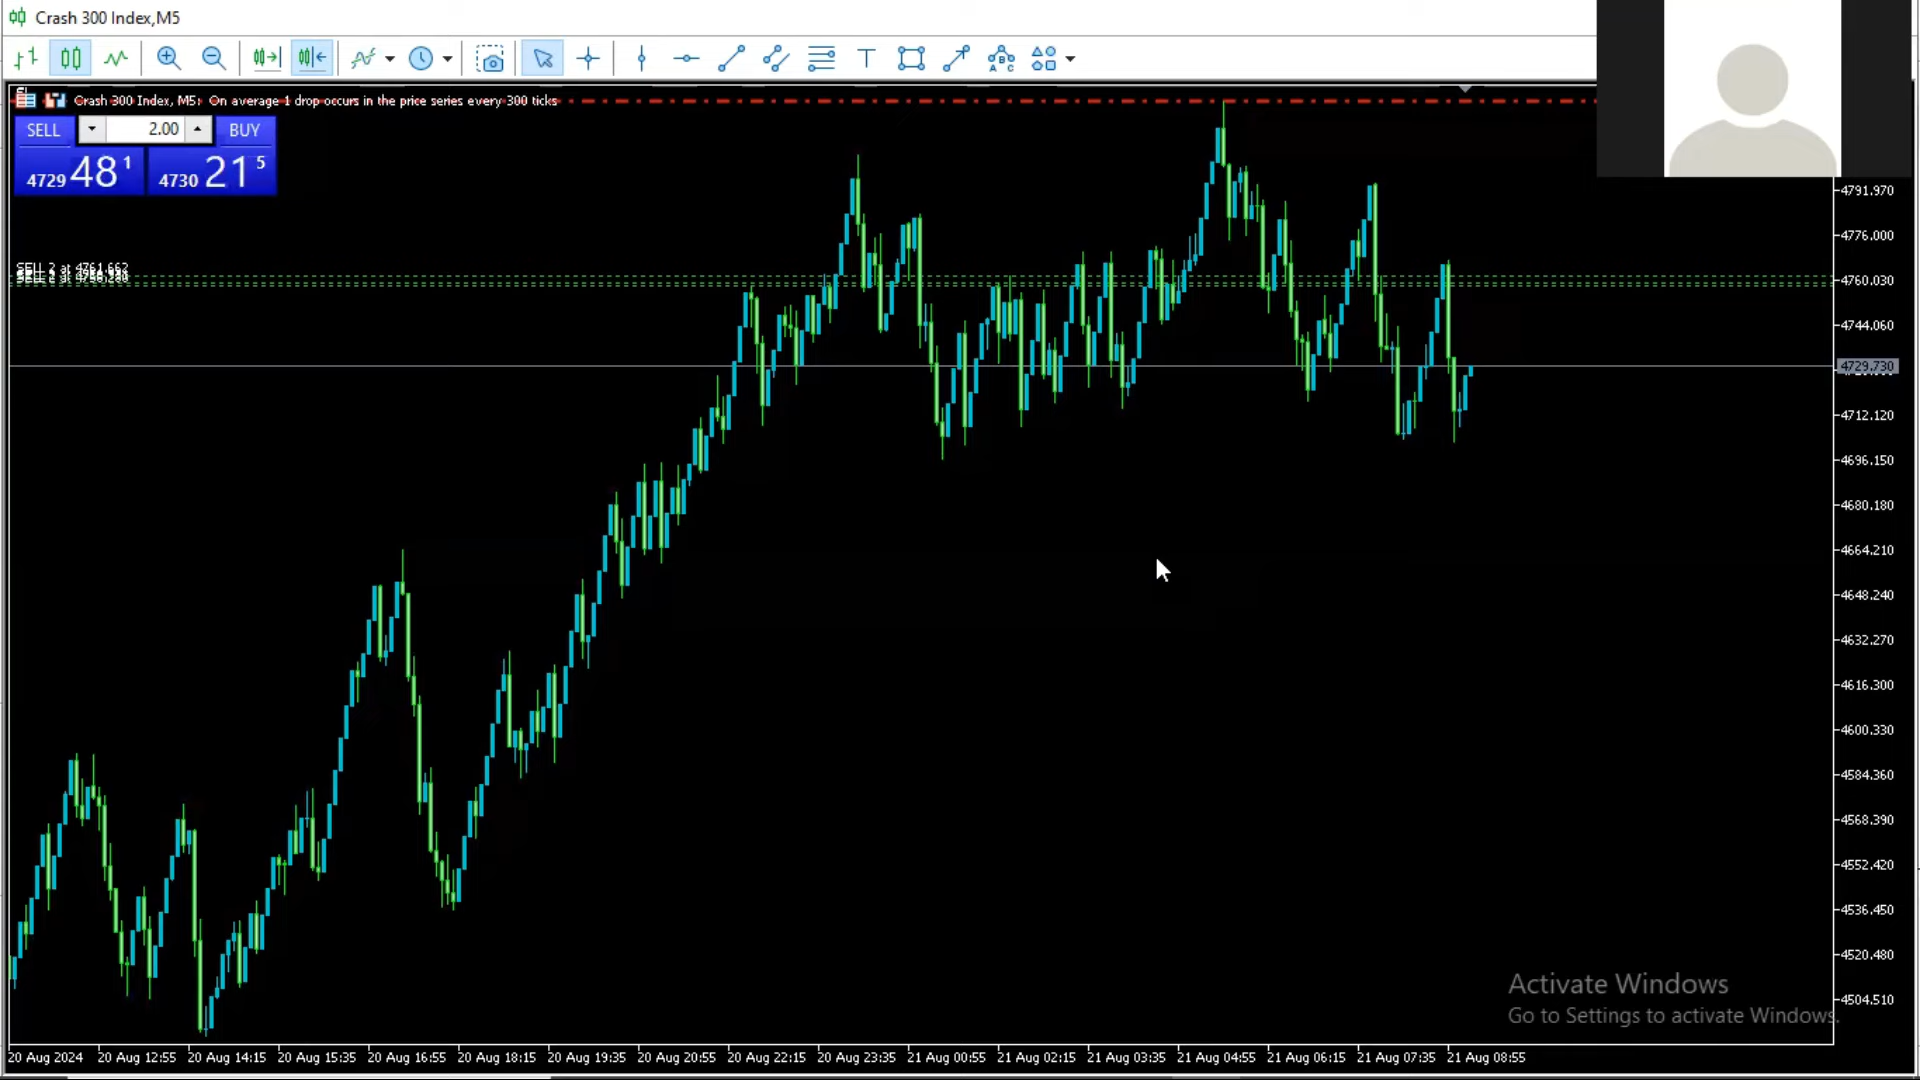 Crash 300 Index,M5
T
A
B C
Crash 300 Index, M5: On average 1 drop occurs in the price series every 300 ticks
SELL 2.00 BUY
4729 48 1 4730 21 5
SELL 2 at 4761.662
4791.970
4776.000
4760.030
4744.060
4729.730
4712.120
4696.150
4680.180
4664.210
4648.240
4632.270
4616.300
4600.330
4584.360
4568.390
4552.420
4536.450
4520.480
4504.510
Activate Windows
Go to Settings to activate Windows.
20 Aug 2024 20 Aug 12:55 20 Aug 14:15 20 Aug 15:35 20 Aug 16:55 20 Aug 18:15 20 Aug 19:35 20 Aug 20:55 20 Aug 22:15 20 Aug 23:35 21 Aug 00:55 21 Aug 02:15 21 Aug 03:35 21 Aug 04:55 21 Aug 06:15 21 Aug 07:35 21 Aug 08:55